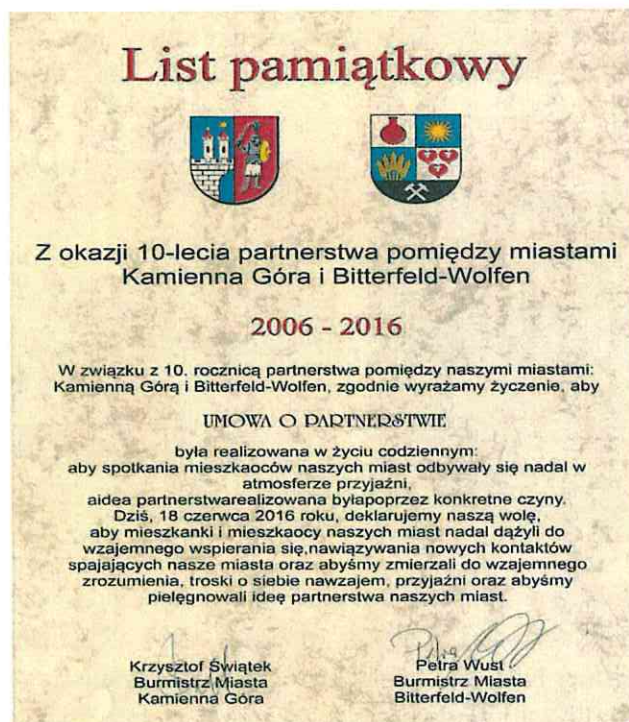 List pamiątkowy
Z okazji 10-lecia partnerstwa pomiędzy miastami
Kamienna Góra i Bitterfeld-Wolfen
2006 - 2016
W związku z 10. rocznicą partnerstwa pomiędzy naszymi miastami:
Kamienną Górą i Bitterfeld-Wolfen, zgodnie wyrażamy życzenie, aby
UMOWA O PARTNERSTWIE
była realizowana w życiu codziennym:
aby spotkania mieszkaoców naszych miast odbywały się nadal w
atmosferze przyjaźni,
aidea partnerstwarealizowana byłapoprzez konkretne czyny.
Dziś, 18 czerwca 2016 roku, deklarujemy naszą wolę,
aby mieszkanki i mieszkaocy naszych miast nadal dążyli do
wzajemnego wspierania się,nawiązywania nowych kontaktów
spajających nasze miasta oraz abyśmy zmierzali do wzajemnego
zrozumienia, troski o siebie nawzajem, przyjaźni oraz abyśmy
pielęgnowali ideę partnerstwa naszych miast.
Krzysztof Świątek
Burmistrz Miasta
Kamienna Góra
Petra Wust
Burmistrz Miasta
Bitterfeld-Wolfen